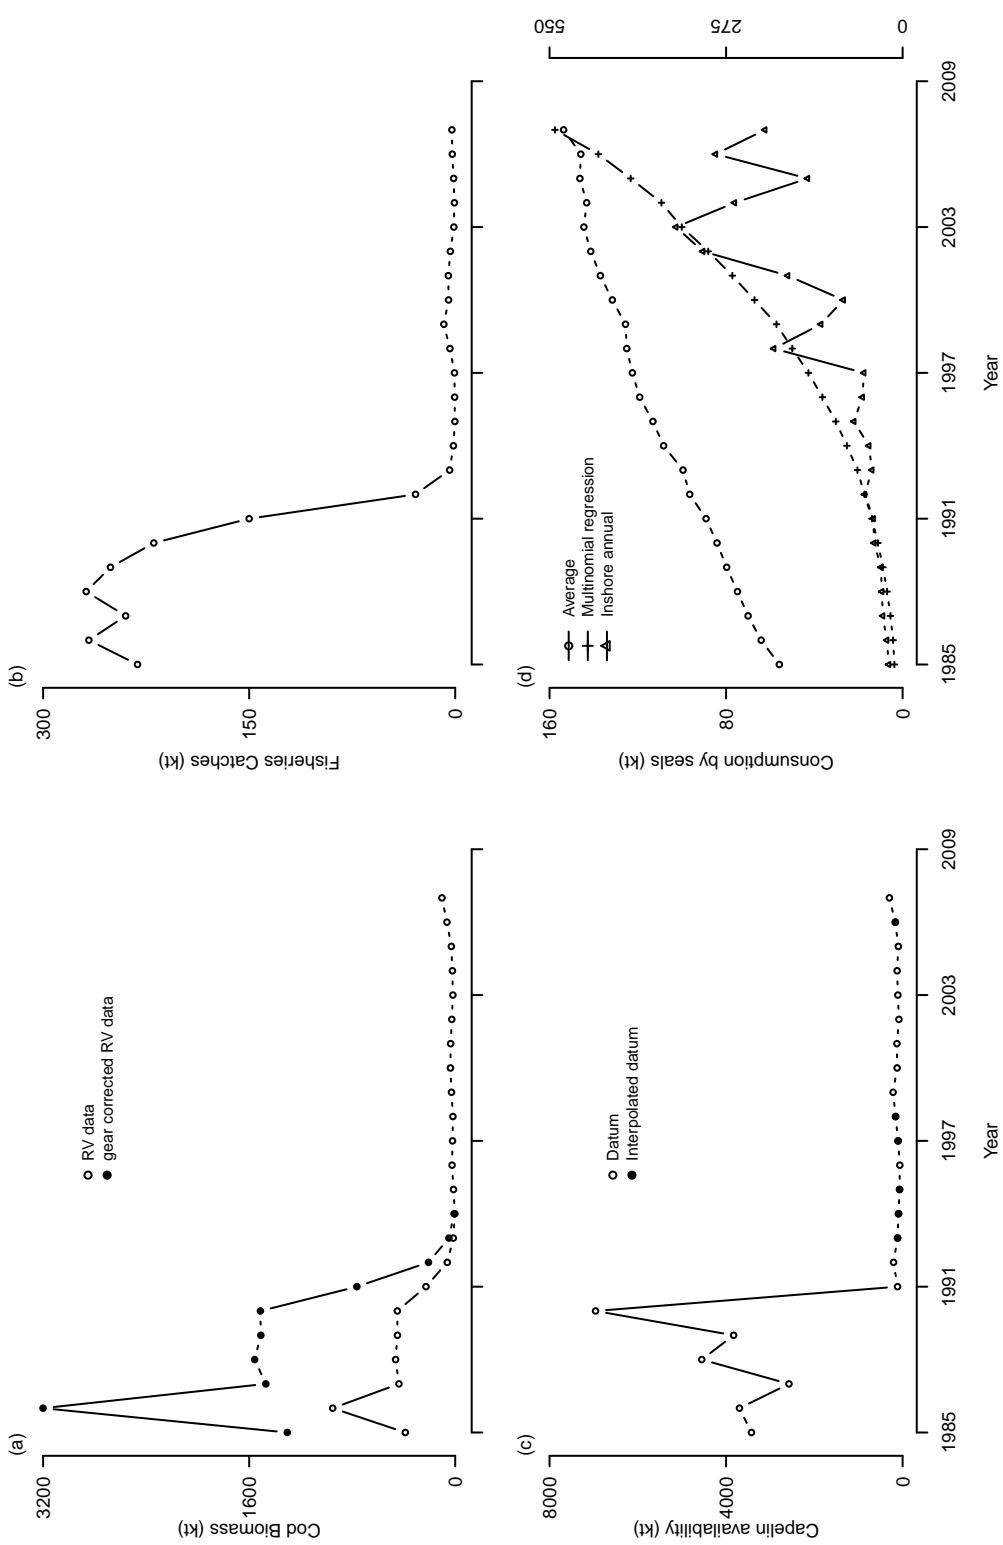 (a)
Cod Biomass (kt)
3200
1600
0
RV data
gear corrected RV data
(b)
Fisheries Catches (kt)
300
150
0
(c)
Capelin availability (kt)
8000
4000
0
Datum
Interpolated datum
1985
1991
1997
2003
2009
Year
(d)
Consumption by seals (kt)
160
80
0
Average
Multinomial regression
Inshore annual
550
275
0
1985
1991
1997
2003
2009
Year